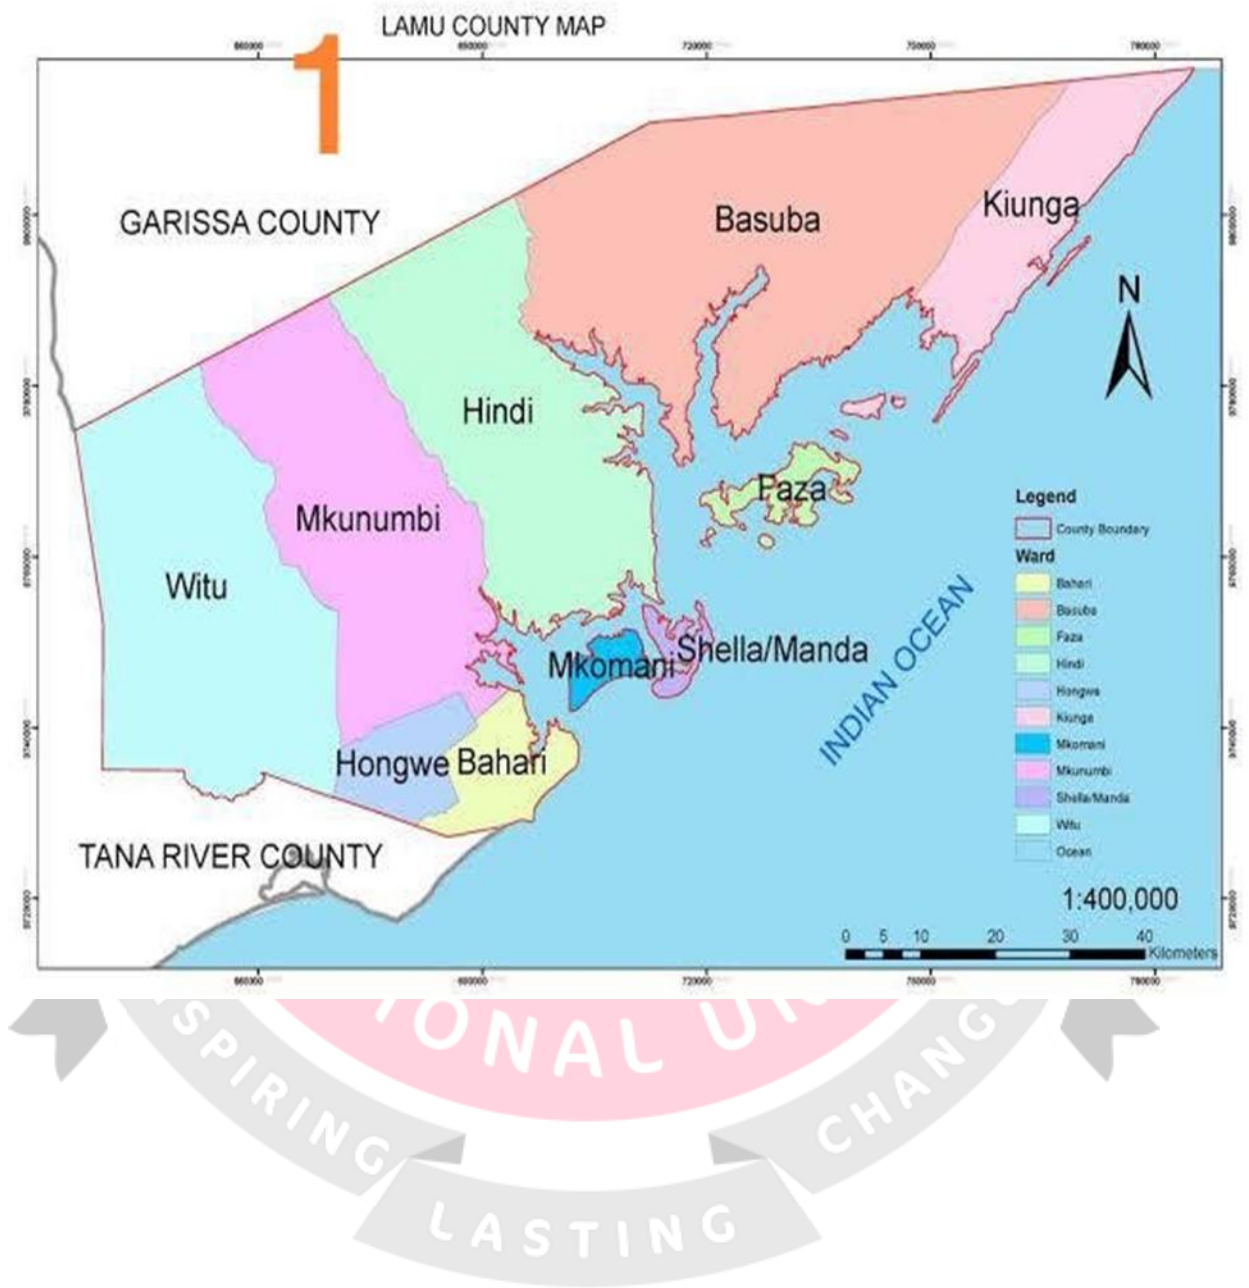 LAMU COUNTY MAP
1
GARISSA COUNTY
Basuba
Kiunga
N
Hindi
Faza
Mkunumbi
Witu
Mkomani
Shella/Manda
Hongwe
Bahari
INDIAN OCEAN
TANA RIVER COUNTY
Legend
County Boundary
Ward
Bahari
Basuba
Faza
Hindi
Hongwe
Kiunga
Mkomani
Mkunumbi
Shella/Manda
Witu
Ocean
1:400,000
0 5 10 20 30 40
Kilometers
IONAL UN
SPIRING
LASTING
CHANG